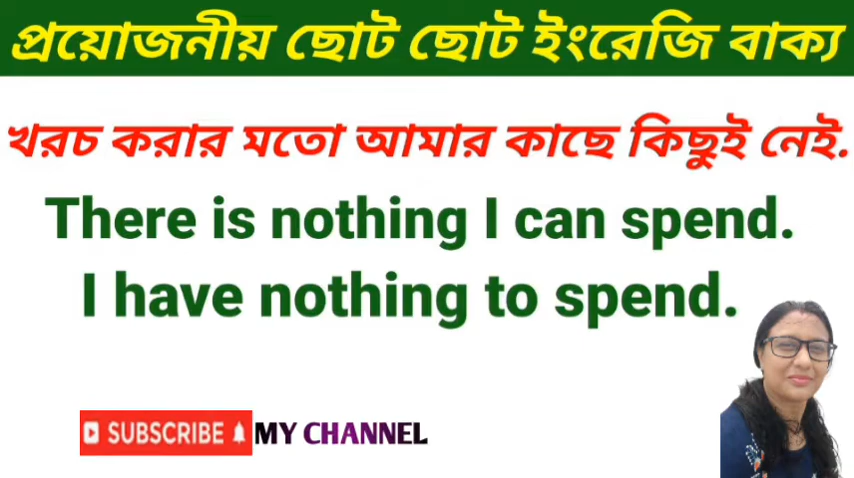 প্রয়োজনীয় ছোট ছোট ইংরেজি বাক্য
খরচ করার মতো আমার কাছে কিছুই নেই.
There is nothing I can spend.
I have nothing to spend.
SUBSCRIBE MY CHANNEL